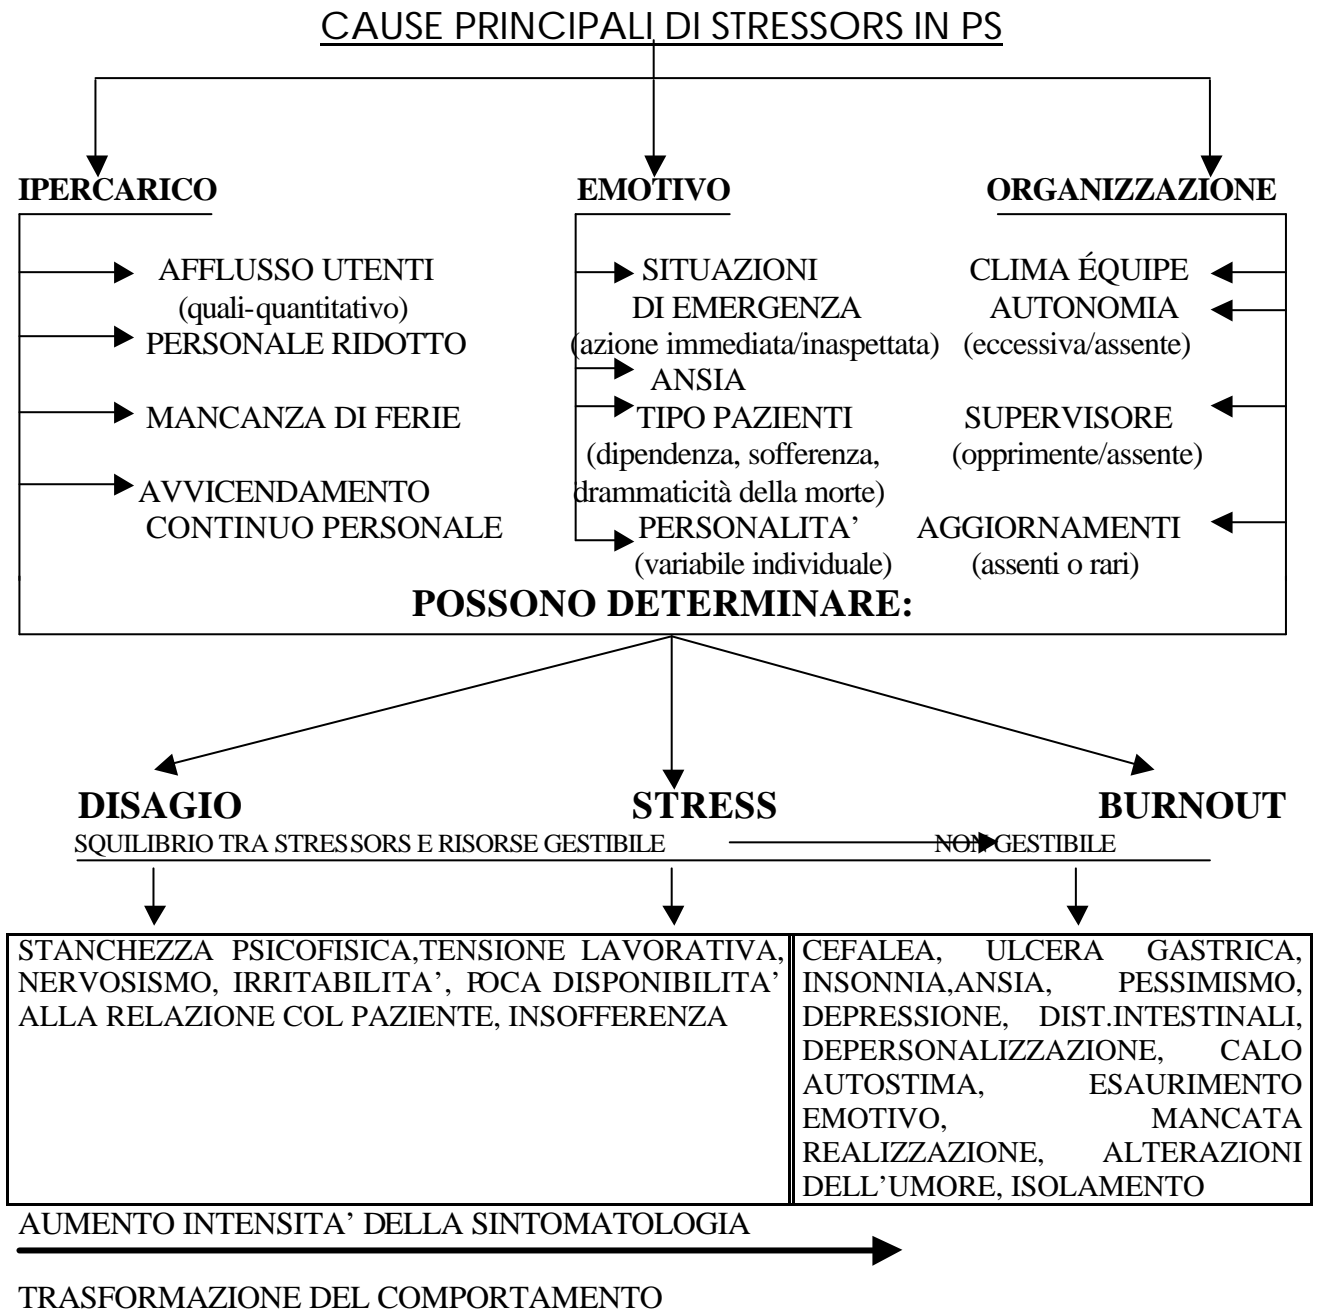 CAUSE PRINCIPALI DI STRESSORS IN PS
IPERCARICO
AFFLUSSO UTENTI
(quali-quantitativo)
PERSONALE RIDOTTO
MANCANZA DI FERIE
AVVICENDAMENTO
CONTINUO PERSONALE
EMOTIVO
SITUAZIONI
DI EMERGENZA
(azione immediata/inaspettata)
ANSIA
TIPO PAZIENTI
(dipendenza, sofferenza,
drammaticità della morte)
PERSONALITA’
(variabile individuale)
ORGANIZZAZIONE
CLIMA ÉQUIPE
AUTONOMIA
(eccessiva/assente)
SUPERVISORE
(opprimente/assente)
AGGIORNAMENTI
(assenti o rari)
POSSONO DETERMINARE:
DISAGIO
STRESS
BURNOUT
SQUILIBRIO TRA STRESSORS E RISORSE GESTIBILE
NON GESTIBILE
STANCHEZZA PSICOFISICA,TENSIONE LAVORATIVA,
NERVOSISMO, IRRITABILITA’, POCA DISPONIBILITA’
ALLA RELAZIONE COL PAZIENTE, INSOFFERENZA
CEFALEA, ULCERA GASTRICA,
INSONNIA,ANSIA, PESSIMISMO,
DEPRESSIONE, DIST.INTESTINALI,
DEPERSONALIZZAZIONE, CALO
AUTOSTIMA, ESAURIMENTO
EMOTIVO, MANCATA
REALIZZAZIONE, ALTERAZIONI
DELL’UMORE, ISOLAMENTO
AUMENTO INTENSITA’ DELLA SINTOMATOLOGIA
TRASFORMAZIONE DEL COMPORTAMENTO